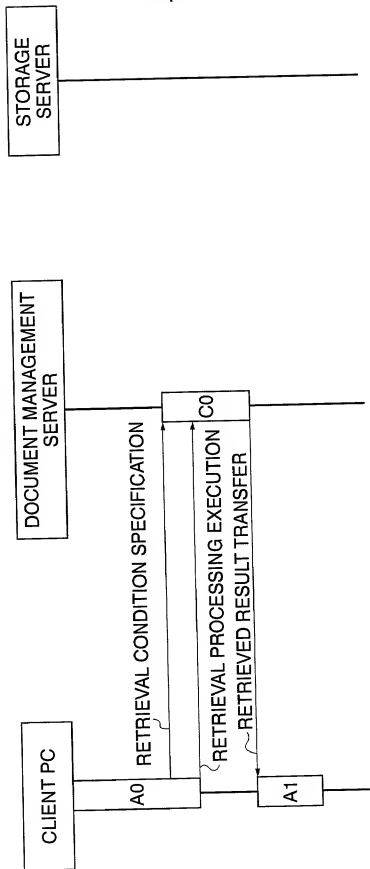 CLIENT PC
DOCUMENT MANAGEMENT
SERVER
STORAGE
SERVER
A0
RETRIEVAL CONDITION SPECIFICATION
C0
RETRIEVAL PROCESSING EXECUTION
RETRIEVED RESULT TRANSFER
A1